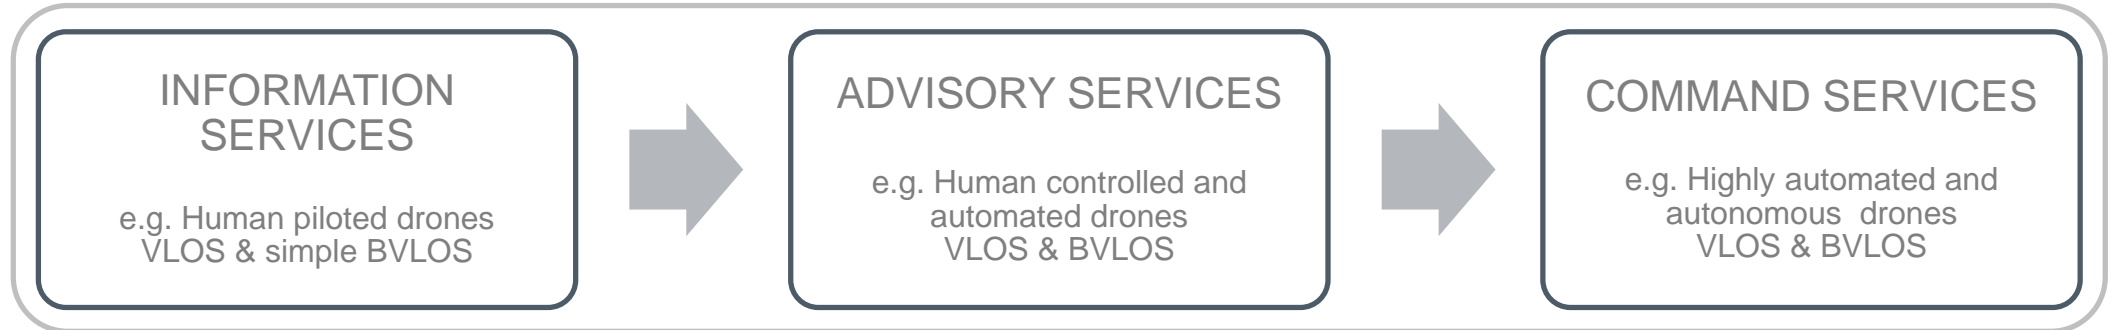 INFORMATION
SERVICES
e.g. Human piloted drones
VLOS & simple BVLOS
ADVISORY SERVICES
e.g. Human controlled and
automated drones
VLOS & BVLOS
COMMAND SERVICES
e.g. Highly automated and
autonomous  drones
VLOS & BVLOS